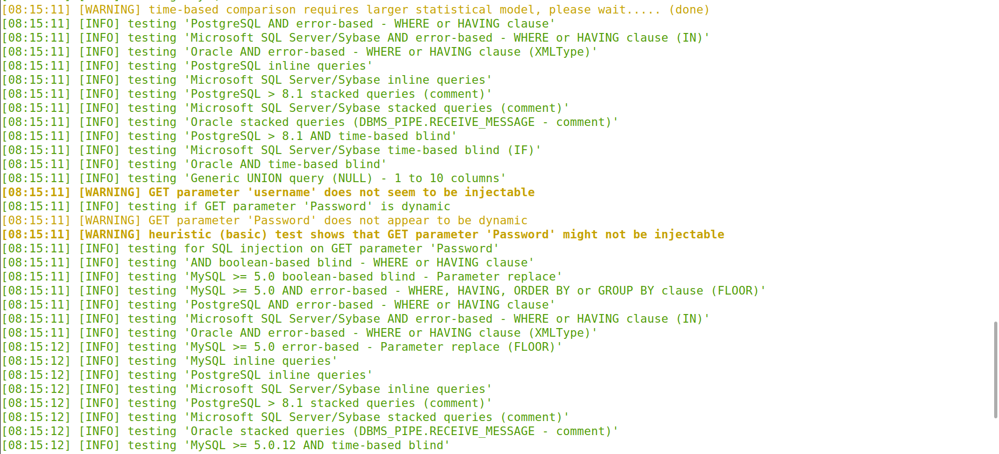 [08:15:11] [WARNING] time-based comparison requires larger statistical model, please wait..... (done)
[08:15:11] [INFO] testing 'PostgreSQL AND error-based - WHERE or HAVING clause'
[08:15:11] [INFO] testing 'Microsoft SQL Server/Sybase AND error-based - WHERE or HAVING clause (IN)'
[08:15:11] [INFO] testing 'Oracle AND error-based - WHERE or HAVING clause (XMLType)'
[08:15:11] [INFO] testing 'PostgreSQL inline queries'
[08:15:11] [INFO] testing 'Microsoft SQL Server/Sybase inline queries'
[08:15:11] [INFO] testing 'PostgreSQL > 8.1 stacked queries (comment)'
[08:15:11] [INFO] testing 'Microsoft SQL Server/Sybase stacked queries (comment)'
[08:15:11] [INFO] testing 'Oracle stacked queries (DBMS_PIPE.RECEIVE_MESSAGE - comment)'
[08:15:11] [INFO] testing 'PostgreSQL > 8.1 AND time-based blind'
[08:15:11] [INFO] testing 'Microsoft SQL Server/Sybase time-based blind (IF)'
[08:15:11] [INFO] testing 'Oracle AND time-based blind'
[08:15:11] [INFO] testing 'Generic UNION query (NULL) - 1 to 10 columns'
[08:15:11] [WARNING] GET parameter 'username' does not seem to be injectable
[08:15:11] [INFO] testing if GET parameter 'Password' is dynamic
[08:15:11] [WARNING] GET parameter 'Password' does not appear to be dynamic
[08:15:11] [WARNING] heuristic (basic) test shows that GET parameter 'Password' might not be injectable
[08:15:11] [INFO] testing for SQL injection on GET parameter 'Password'
[08:15:11] [INFO] testing 'AND boolean-based blind - WHERE or HAVING clause'
[08:15:11] [INFO] testing 'MySQL >= 5.0 boolean-based blind - Parameter replace'
[08:15:11] [INFO] testing 'MySQL >= 5.0 AND error-based - WHERE, HAVING, ORDER BY or GROUP BY clause (FLOOR)'
[08:15:11] [INFO] testing 'PostgreSQL AND error-based - WHERE or HAVING clause'
[08:15:11] [INFO] testing 'Microsoft SQL Server/Sybase AND error-based - WHERE or HAVING clause (IN)'
[08:15:11] [INFO] testing 'Oracle AND error-based - WHERE or HAVING clause (XMLType)'
[08:15:12] [INFO] testing 'MySQL >= 5.0 error-based - Parameter replace (FLOOR)'
[08:15:12] [INFO] testing 'MySQL inline queries'
[08:15:12] [INFO] testing 'PostgreSQL inline queries'
[08:15:12] [INFO] testing 'Microsoft SQL Server/Sybase inline queries'
[08:15:12] [INFO] testing 'PostgreSQL > 8.1 stacked queries (comment)'
[08:15:12] [INFO] testing 'Microsoft SQL Server/Sybase stacked queries (comment)'
[08:15:12] [INFO] testing 'Oracle stacked queries (DBMS_PIPE.RECEIVE_MESSAGE - comment)'
[08:15:12] [INFO] testing 'MySQL >= 5.0.12 AND time-based blind'